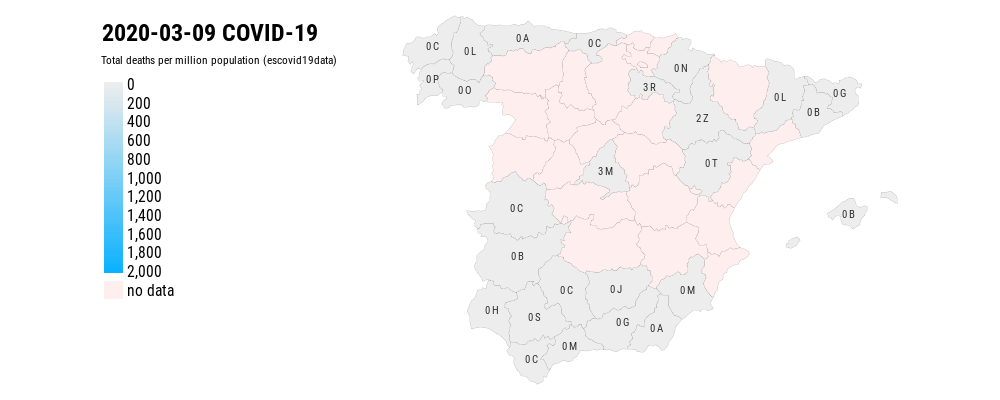 2020-03-09 COVID-19
Total deaths per million population (escovid19data)
0
200
400
600
800
1,000
1,200
1,400
1,600
1,800
2,000
no data
0A
0C
0C
0L
0N
0P
0O
3R
0L
0G
0B
2Z
0T
3M
0C
0B
0B
0C
0J
0M
0H
0S
0G
0A
0M
0C